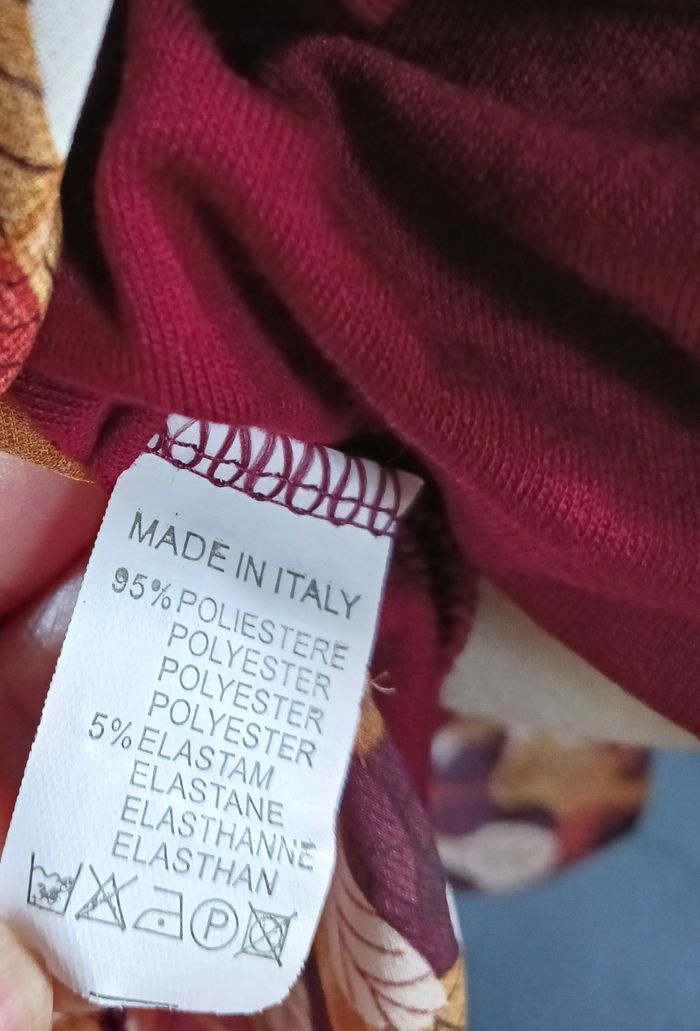 MADE IN ITALY
95% POLIESTERE
POLYESTER
POLYESTER
POLYESTER
5% ELASTAM
ELASTANE
ELASTHANNE
ELASTHAN
P